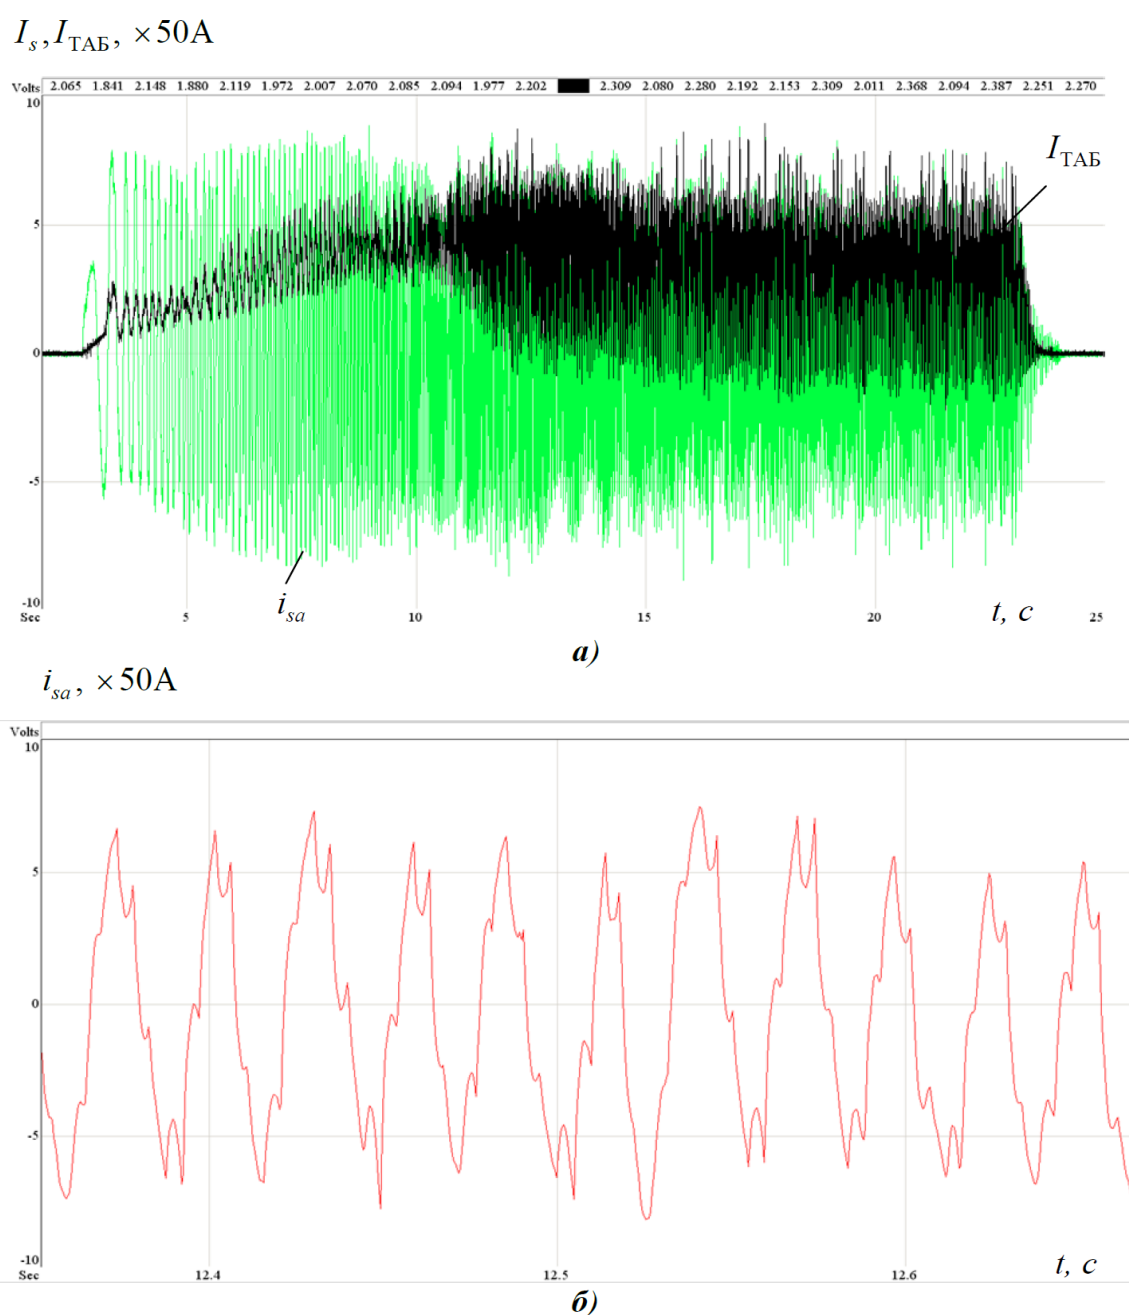 I_s, I_ТАБ, ×50А
Volts 2.065 1.841 2.148 1.880 2.119 1.972 2.007 2.070 2.085 2.094 1.977 2.202 2.309 2.080 2.280 2.192 2.153 2.309 2.011 2.368 2.094 2.387 2.251 2.270
10
I_ТАБ
5
0
-5
-10
i_sa
Sec 5 10 15 20 t, c 25
а)
i_sa, ×50А
Volts
10
5
0
-5
-10
t, c
Sec 12.4 12.5 12.6
б)